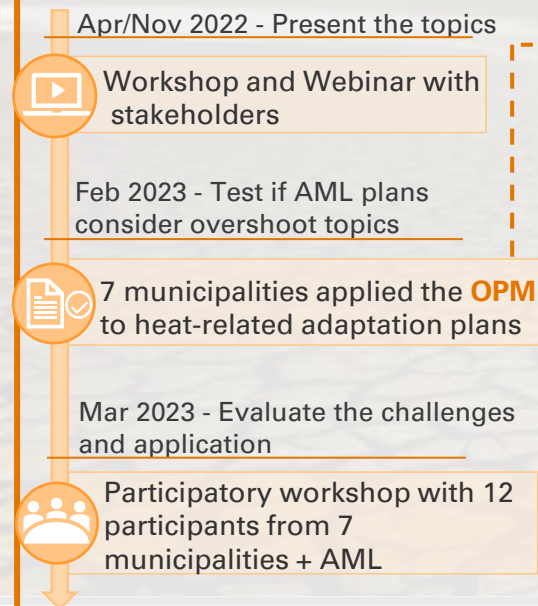 Apr/Nov 2022 - Present the topics
Workshop and Webinar with
stakeholders
Feb 2023 - Test if AML plans
consider overshoot topics
7 municipalities applied the OPM
to heat-related adaptation plans
Mar 2023 - Evaluate the challenges
and application
Participatory workshop with 12
participants from 7
municipalities + AML